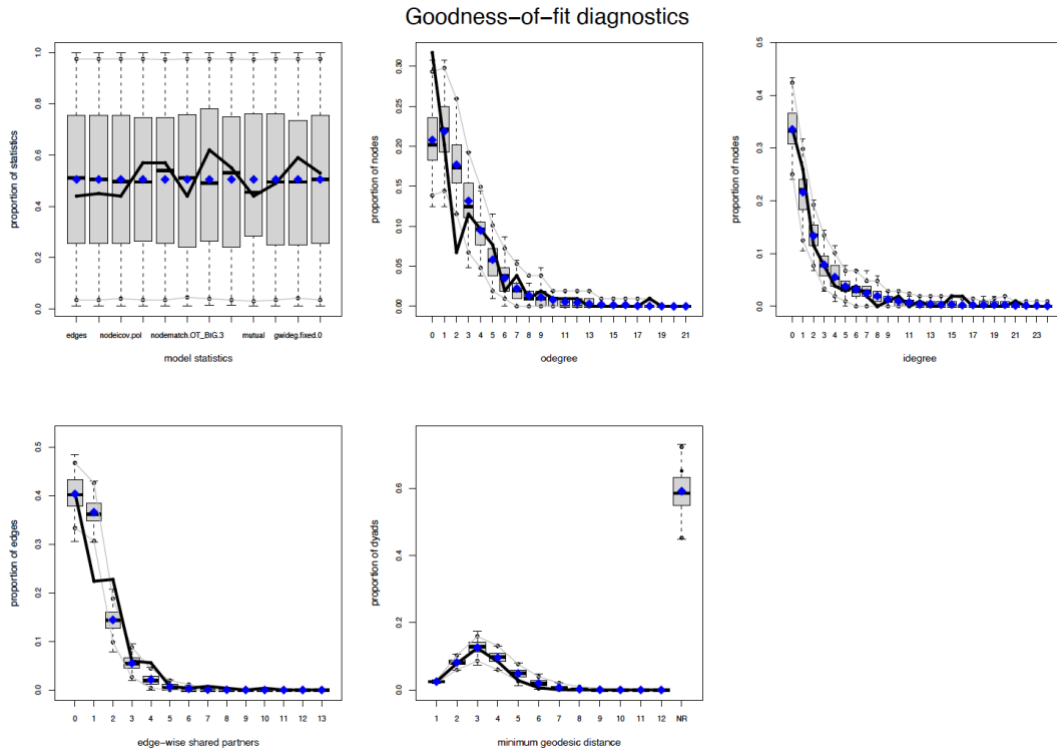 Goodness−of−fit diagnostics
proportion of statistics
0.0 0.2 0.4 0.6 0.8 1.0
edges nodeicov.pol nodematch.OT_BIG.3 mutual gwideg.fixed.0
model statistics
proportion of nodes
0.00 0.05 0.10 0.15 0.20 0.25 0.30
0 1 2 3 4 5 6 7 8 9 11 13 15 17 19 21
odegree
proportion of nodes
0.0 0.1 0.2 0.3 0.4 0.5
0 1 2 3 4 5 6 7 8 9 11 13 15 17 19 21 23
idegree
proportion of edges
0.0 0.1 0.2 0.3 0.4 0.5
0 1 2 3 4 5 6 7 8 9 10 11 12 13
edge−wise shared partners
proportion of dyads
0.0 0.2 0.4 0.6
1 2 3 4 5 6 7 8 9 10 11 12 NR
minimum geodesic distance